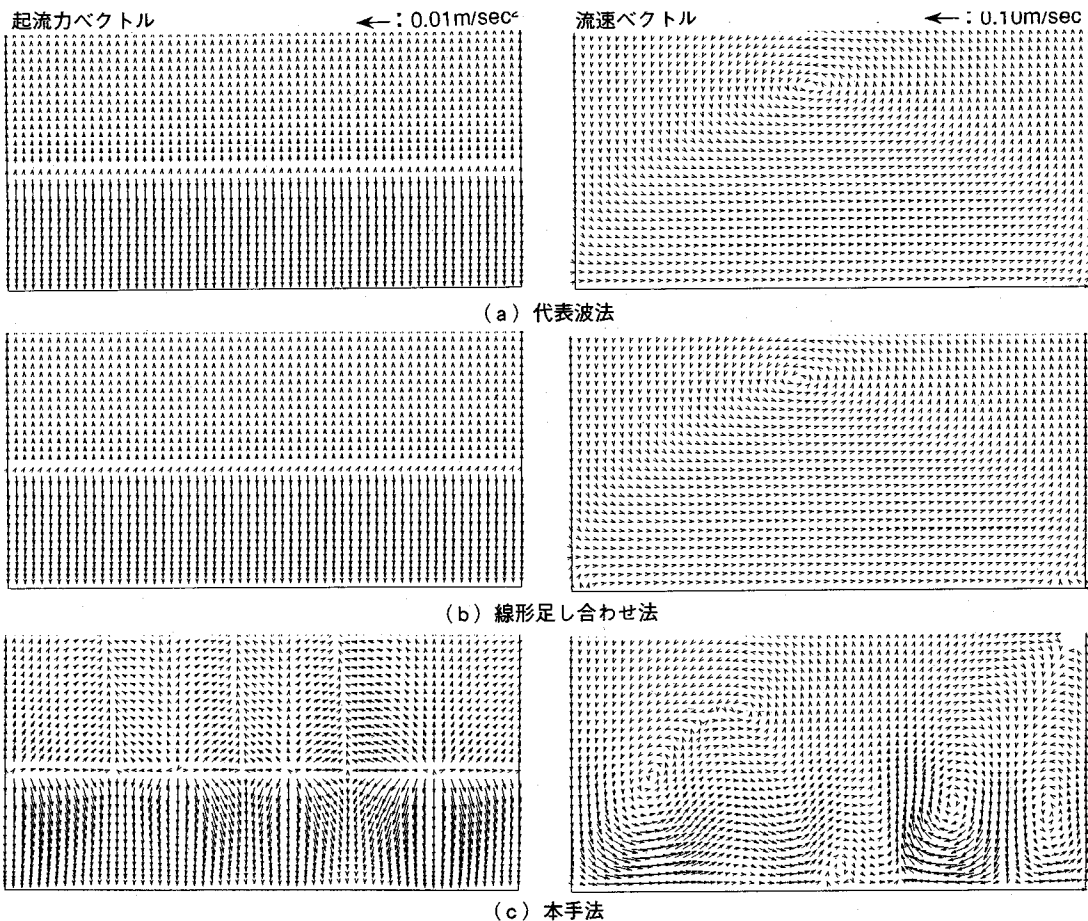 起流力ベクトル ←: 0.01m/sec²
流速ベクトル ←: 0.10m/sec
(a) 代表波法
(b) 線形足し合わせ法
(c) 本手法